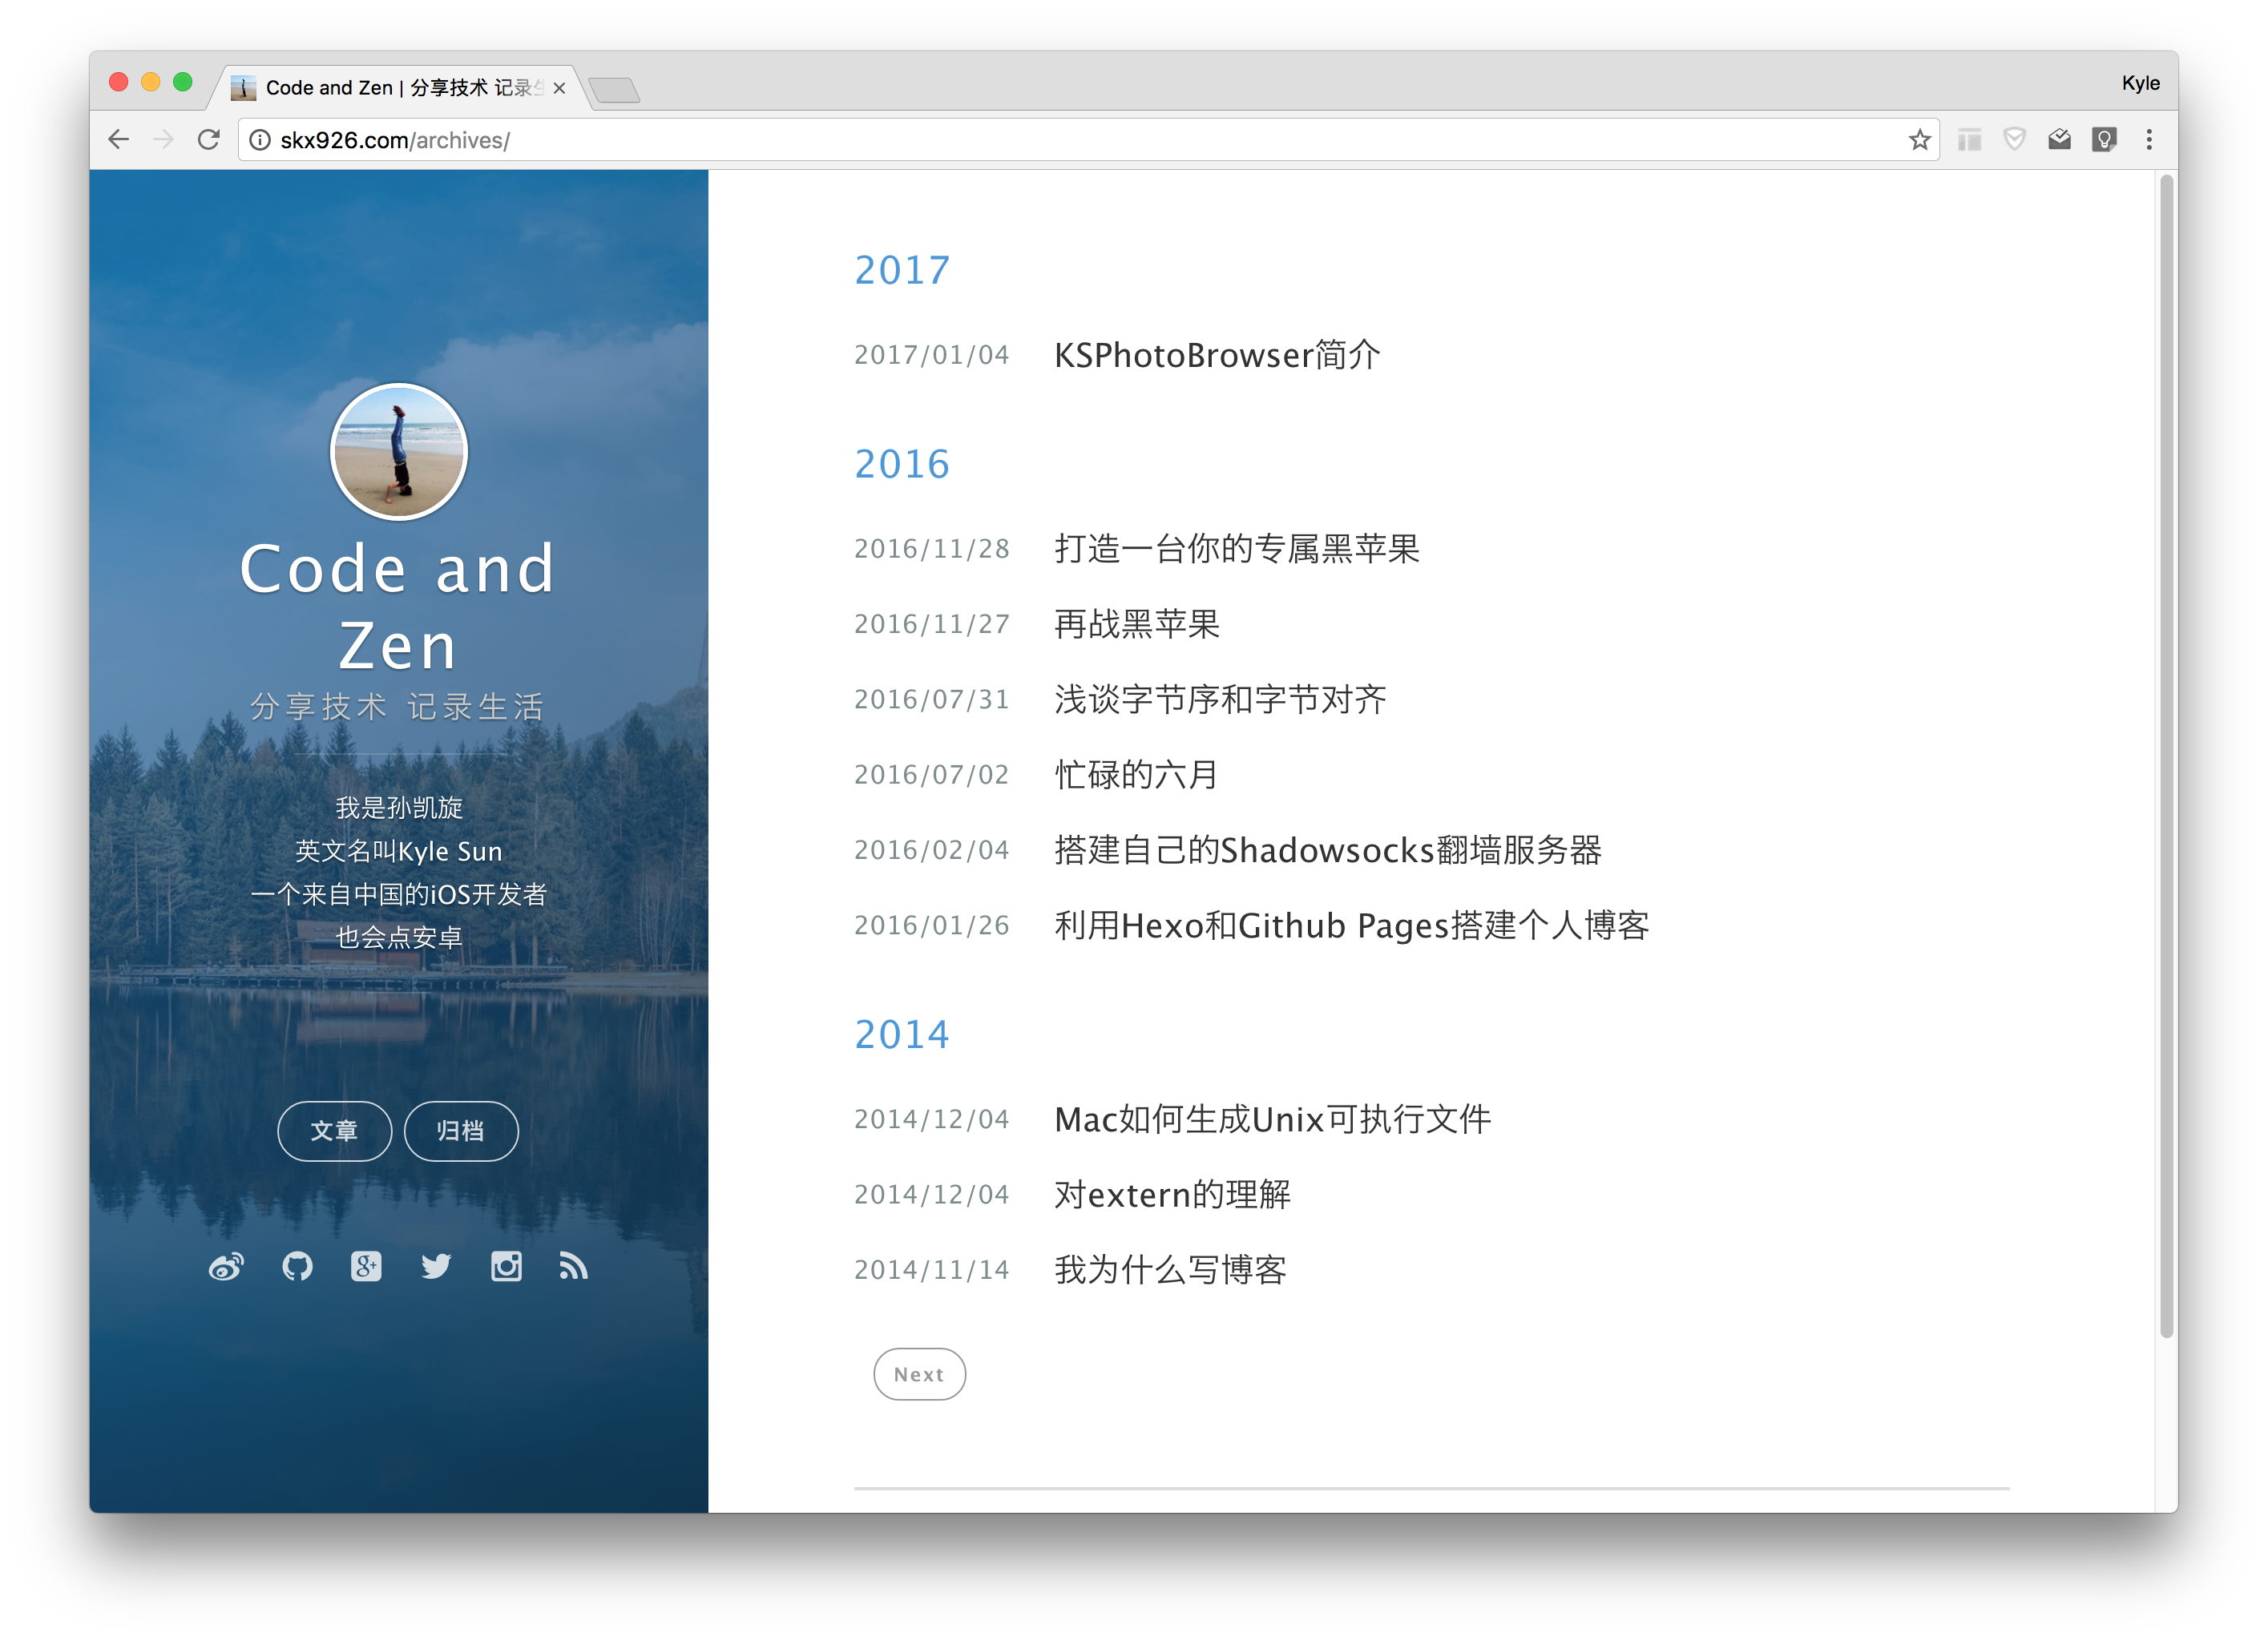 Code and Zen | 分享技术 记录生
Kyle
skx926.com/archives/
Code and
Zen
分享技术 记录生活
我是孙凯旋
英文名叫Kyle Sun
一个来自中国的iOS开发者
也会点安卓
文章
归档
2017
2017/01/04 KSPhotoBrowser简介
2016
2016/11/28 打造一台你的专属黑苹果
2016/11/27 再战黑苹果
2016/07/31 浅谈字节序和字节对齐
2016/07/02 忙碌的六月
2016/02/04 搭建自己的Shadowsocks翻墙服务器
2016/01/26 利用Hexo和Github Pages搭建个人博客
2014
2014/12/04 Mac如何生成Unix可执行文件
2014/12/04 对extern的理解
2014/11/14 我为什么写博客
Next